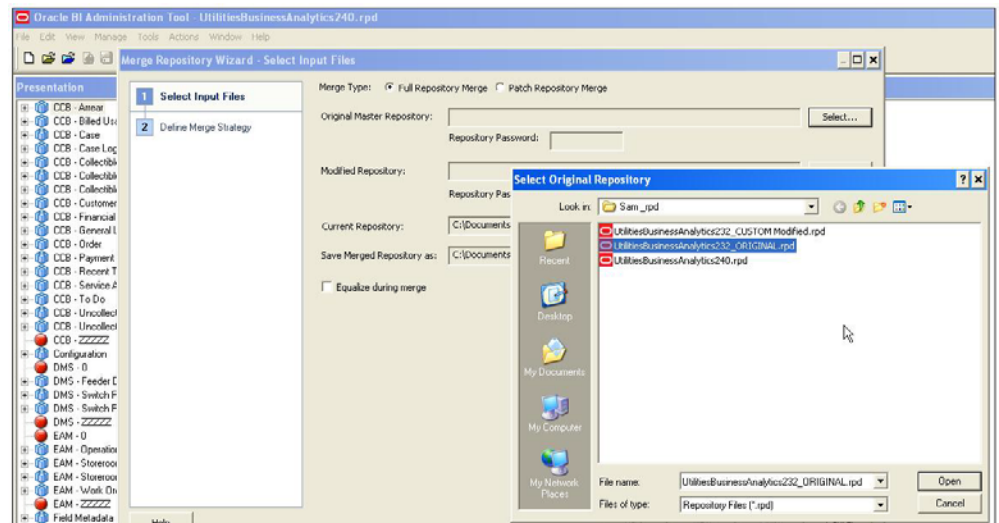 Oracle BI Administration Tool - UtilitiesBusinessAnalytics240.rpd
File Edit View Manage Tools Actions Window Help
Merge Repository Wizard - Select Input Files
Presentation
CCB - Arrear
CCB - Billed Usa
CCB - Case
CCB - Case Log
CCB - Collectibl
CCB - Collectibl
CCB - Collectibl
CCB - Customer
CCB - Financial
CCB - General L
CCB - Order
CCB - Payment
CCB - Recent T
CCB - Service A
CCB - To Do
CCB - Uncollect
CCB - Uncollect
CCB - ZZZZZ
Configuration
DMS - 0
DMS - Feeder D
DMS - Switch P
DMS - Switch P
DMS - ZZZZZ
EAM - 0
EAM - Operation
EAM - Storeroom
EAM - Storeroom
EAM - Work Or
EAM - ZZZZZ
Field Metadata
1 Select Input Files
2 Define Merge Strategy
Merge Type: Full Repository Merge Patch Repository Merge
Original Master Repository: Select...
Repository Password:
Modified Repository:
Repository Pas
Current Repository: C:\Documents
Save Merged Repository as: C:\Documents
Equalize during merge
Help
Select Original Repository
Look in: Sam_rpd
UtilitiesBusinessAnalytics232_CUSTOM Modified.rpd
UtilitiesBusinessAnalytics232_ORIGINAL.rpd
UtilitiesBusinessAnalytics240.rpd
Recent
Desktop
My Documents
My Computer
My Network
Places
File name: UtilitiesBusinessAnalytics232_ORIGINAL.rpd Open
Files of type: Repository Files (*.rpd) Cancel